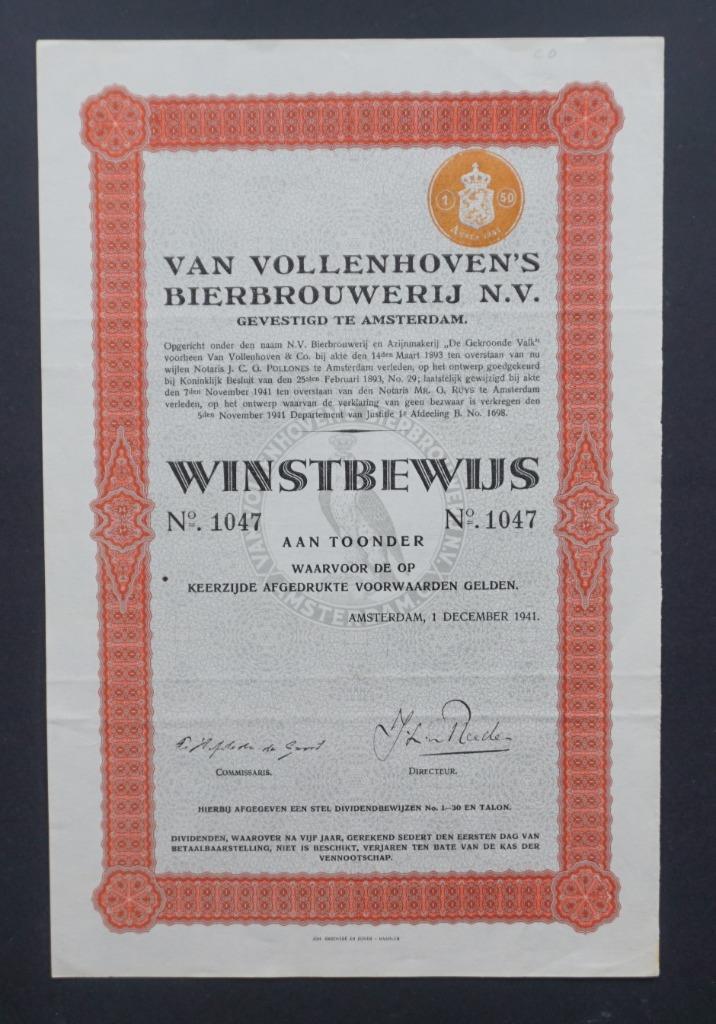 1 50
VAN VOLLENHOVEN'S
BIERBROUWERIJ N.V.
GEVESTIGD TE AMSTERDAM.
Opgericht onder den naam N.V. Bierbrouwerij en Azijnmakerij „De Gekroonde Valk"
voorheen Van Vollenhoven & Co. bij akte den 14den Maart 1893 ten overstaan van nu
wijlen Notaris J. C. G. POLLONES te Amsterdam verleden, op het ontwerp goedgekeurd
bij Koninklijk Besluit van den 25sten Februari 1893, No. 29; laatstelijk gewijzigd bij akte
den 7den November 1941 ten overstaan van den Notaris MR. G. RUYS te Amsterdam
verleden, op het ontwerp waarvan de verklaring van geen bezwaar is verkregen den
5den November 1941 Departement van Justitie 1e Afdeeling B. No. 1698.
WINSTBEWIJS
No. 1047 No. 1047
AAN TOONDER
WAARVOOR DE OP
KEERZIJDE AFGEDRUKTE VOORWAARDEN GELDEN.
AMSTERDAM, 1 DECEMBER 1941.
COMMISSARIS. DIRECTEUR.
HIERBIJ AFGEGEVEN EEN STEL DIVIDENDBEWIJZEN No. 1—30 EN TALON.
DIVIDENDEN, WAAROVER NA VIJF JAAR, GEREKEND SEDERT DEN EERSTEN DAG VAN
BETAALBAARSTELLING, NIET IS BESCHIKT, VERJAREN TEN BATE VAN DE KAS DER
VENNOOTSCHAP.
JOH. ENSCHEDÉ EN ZONEN - HAARLEM